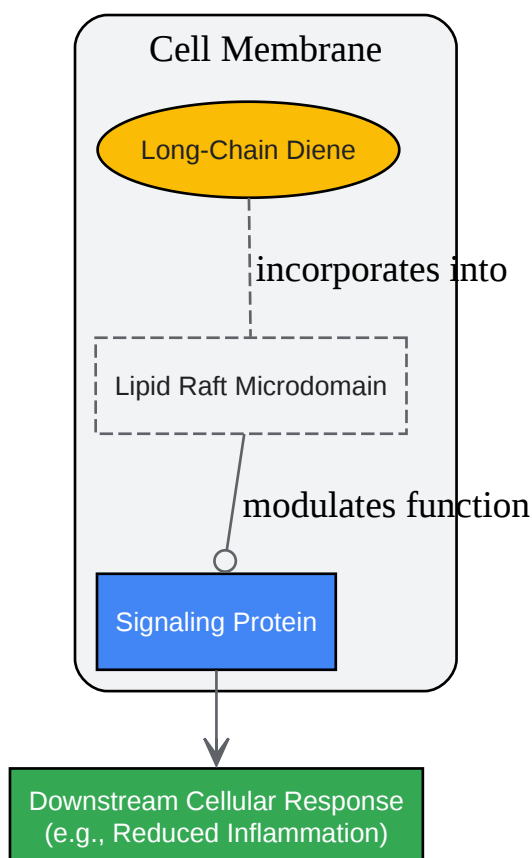 Cell Membrane
Long-Chain Diene
incorporates into
Lipid Raft Microdomain
modulates function
Signaling Protein
Downstream Cellular Response
(e.g., Reduced Inflammation)